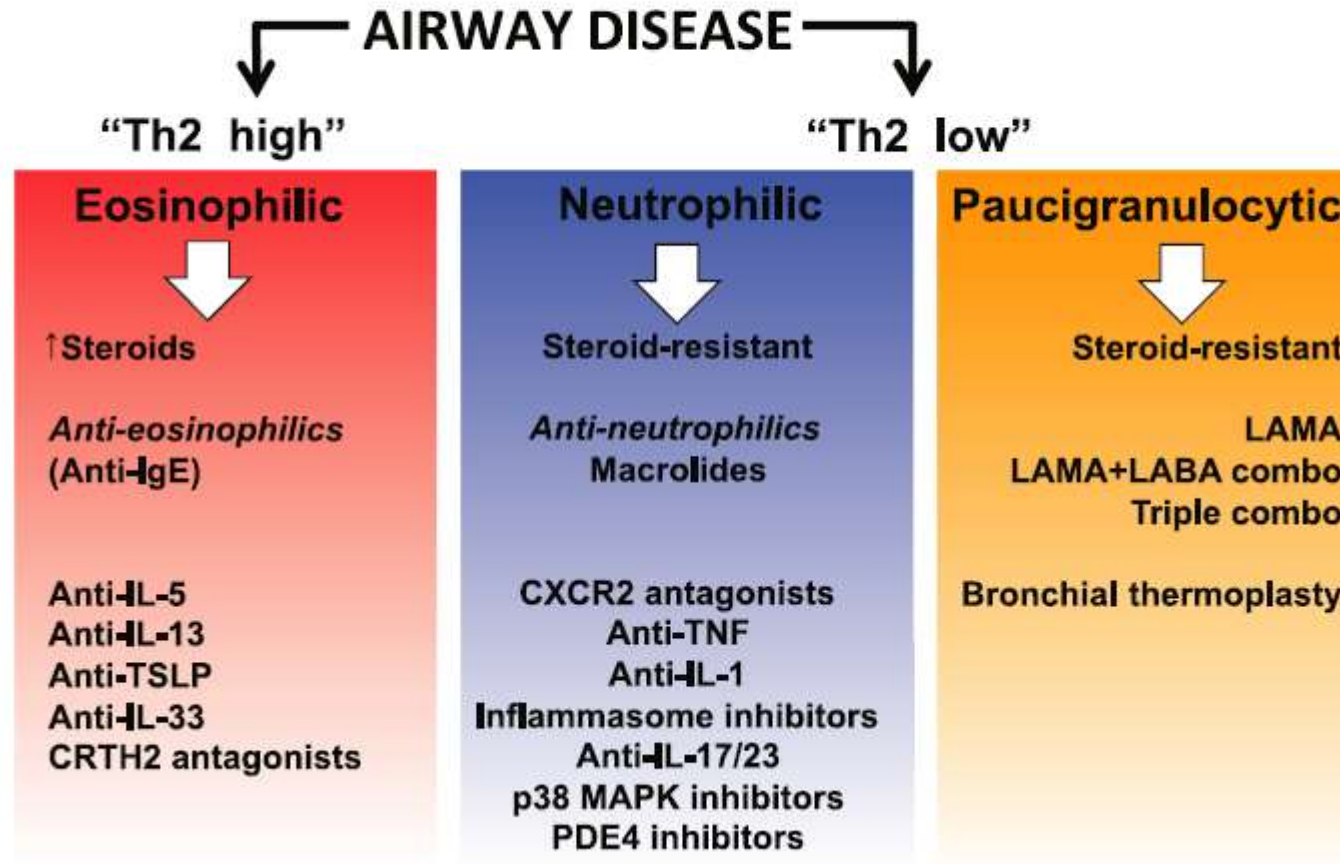 AIRWAY DISEASE
“Th2 high”
“Th2 low”
Eosinophilic
↑Steroids
Anti-eosinophilics
(Anti-IgE)
Anti-IL-5
Anti-IL-13
Anti-TSLP
Anti-IL-33
CRTH2 antagonists
Neutrophilic
Steroid-resistant
Anti-neutrophilics
Macrolides
CXCR2 antagonists
Anti-TNF
Anti-IL-1
Inflammasome inhibitors
Anti-IL-17/23
p38 MAPK inhibitors
PDE4 inhibitors
Paucigranulocytic
Steroid-resistant
LAMA
LAMA+LABA combo
Triple combo
Bronchial thermoplasty